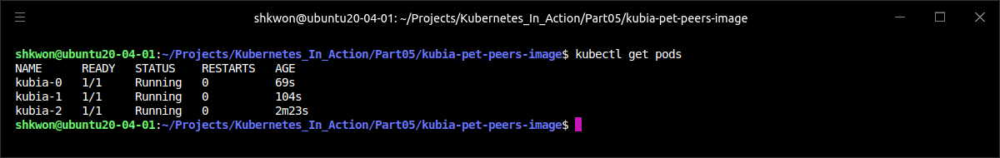 shkwon@ubuntu20-04-01: ~/Projects/Kubernetes_In_Action/Part05/kubia-pet-peers-image
shkwon@ubuntu20-04-01:~/Projects/Kubernetes_In_Action/Part05/kubia-pet-peers-image$ kubectl get pods
NAME      READY   STATUS    RESTARTS   AGE
kubia-0   1/1     Running   0          69s
kubia-1   1/1     Running   0          104s
kubia-2   1/1     Running   0          2m23s
shkwon@ubuntu20-04-01:~/Projects/Kubernetes_In_Action/Part05/kubia-pet-peers-image$